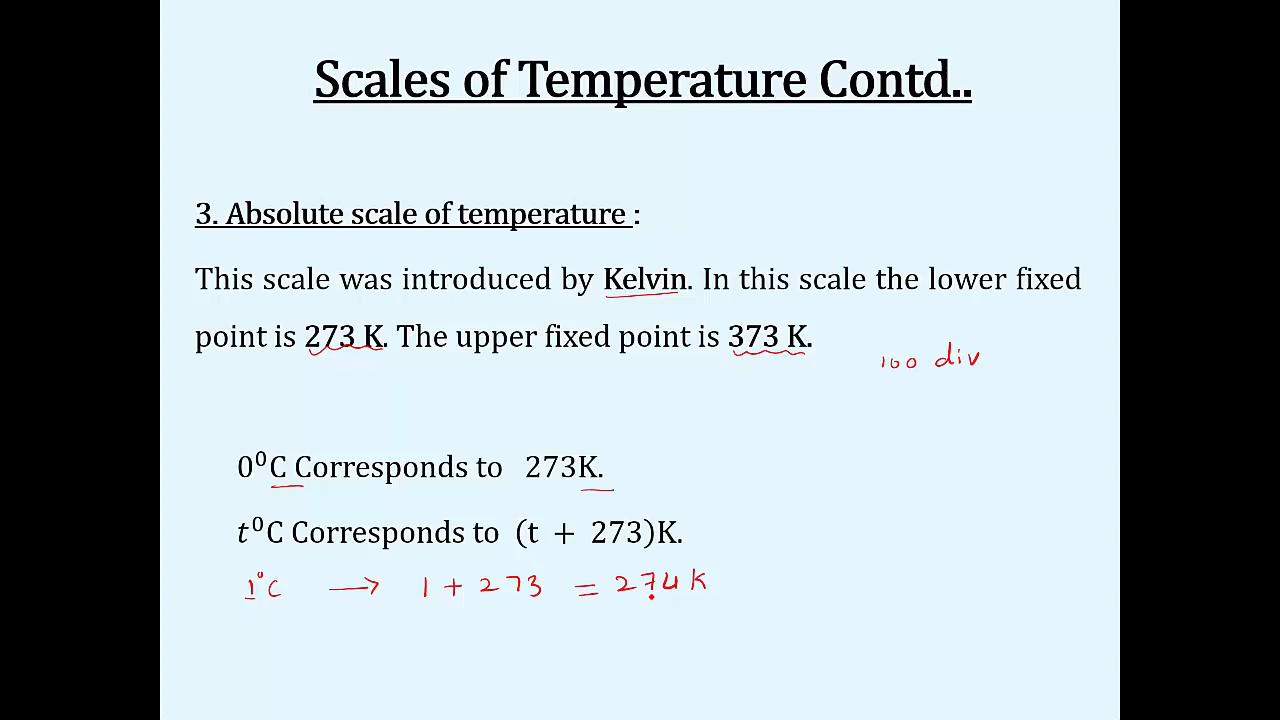 Scales of Temperature Contd..
3. Absolute scale of temperature :
This scale was introduced by Kelvin. In this scale the lower fixed
point is 273 K. The upper fixed point is 373 K.
100 div
0⁰C Corresponds to 273K.
t⁰C Corresponds to (t + 273)K.
1°C → 1 + 273 = 274 K